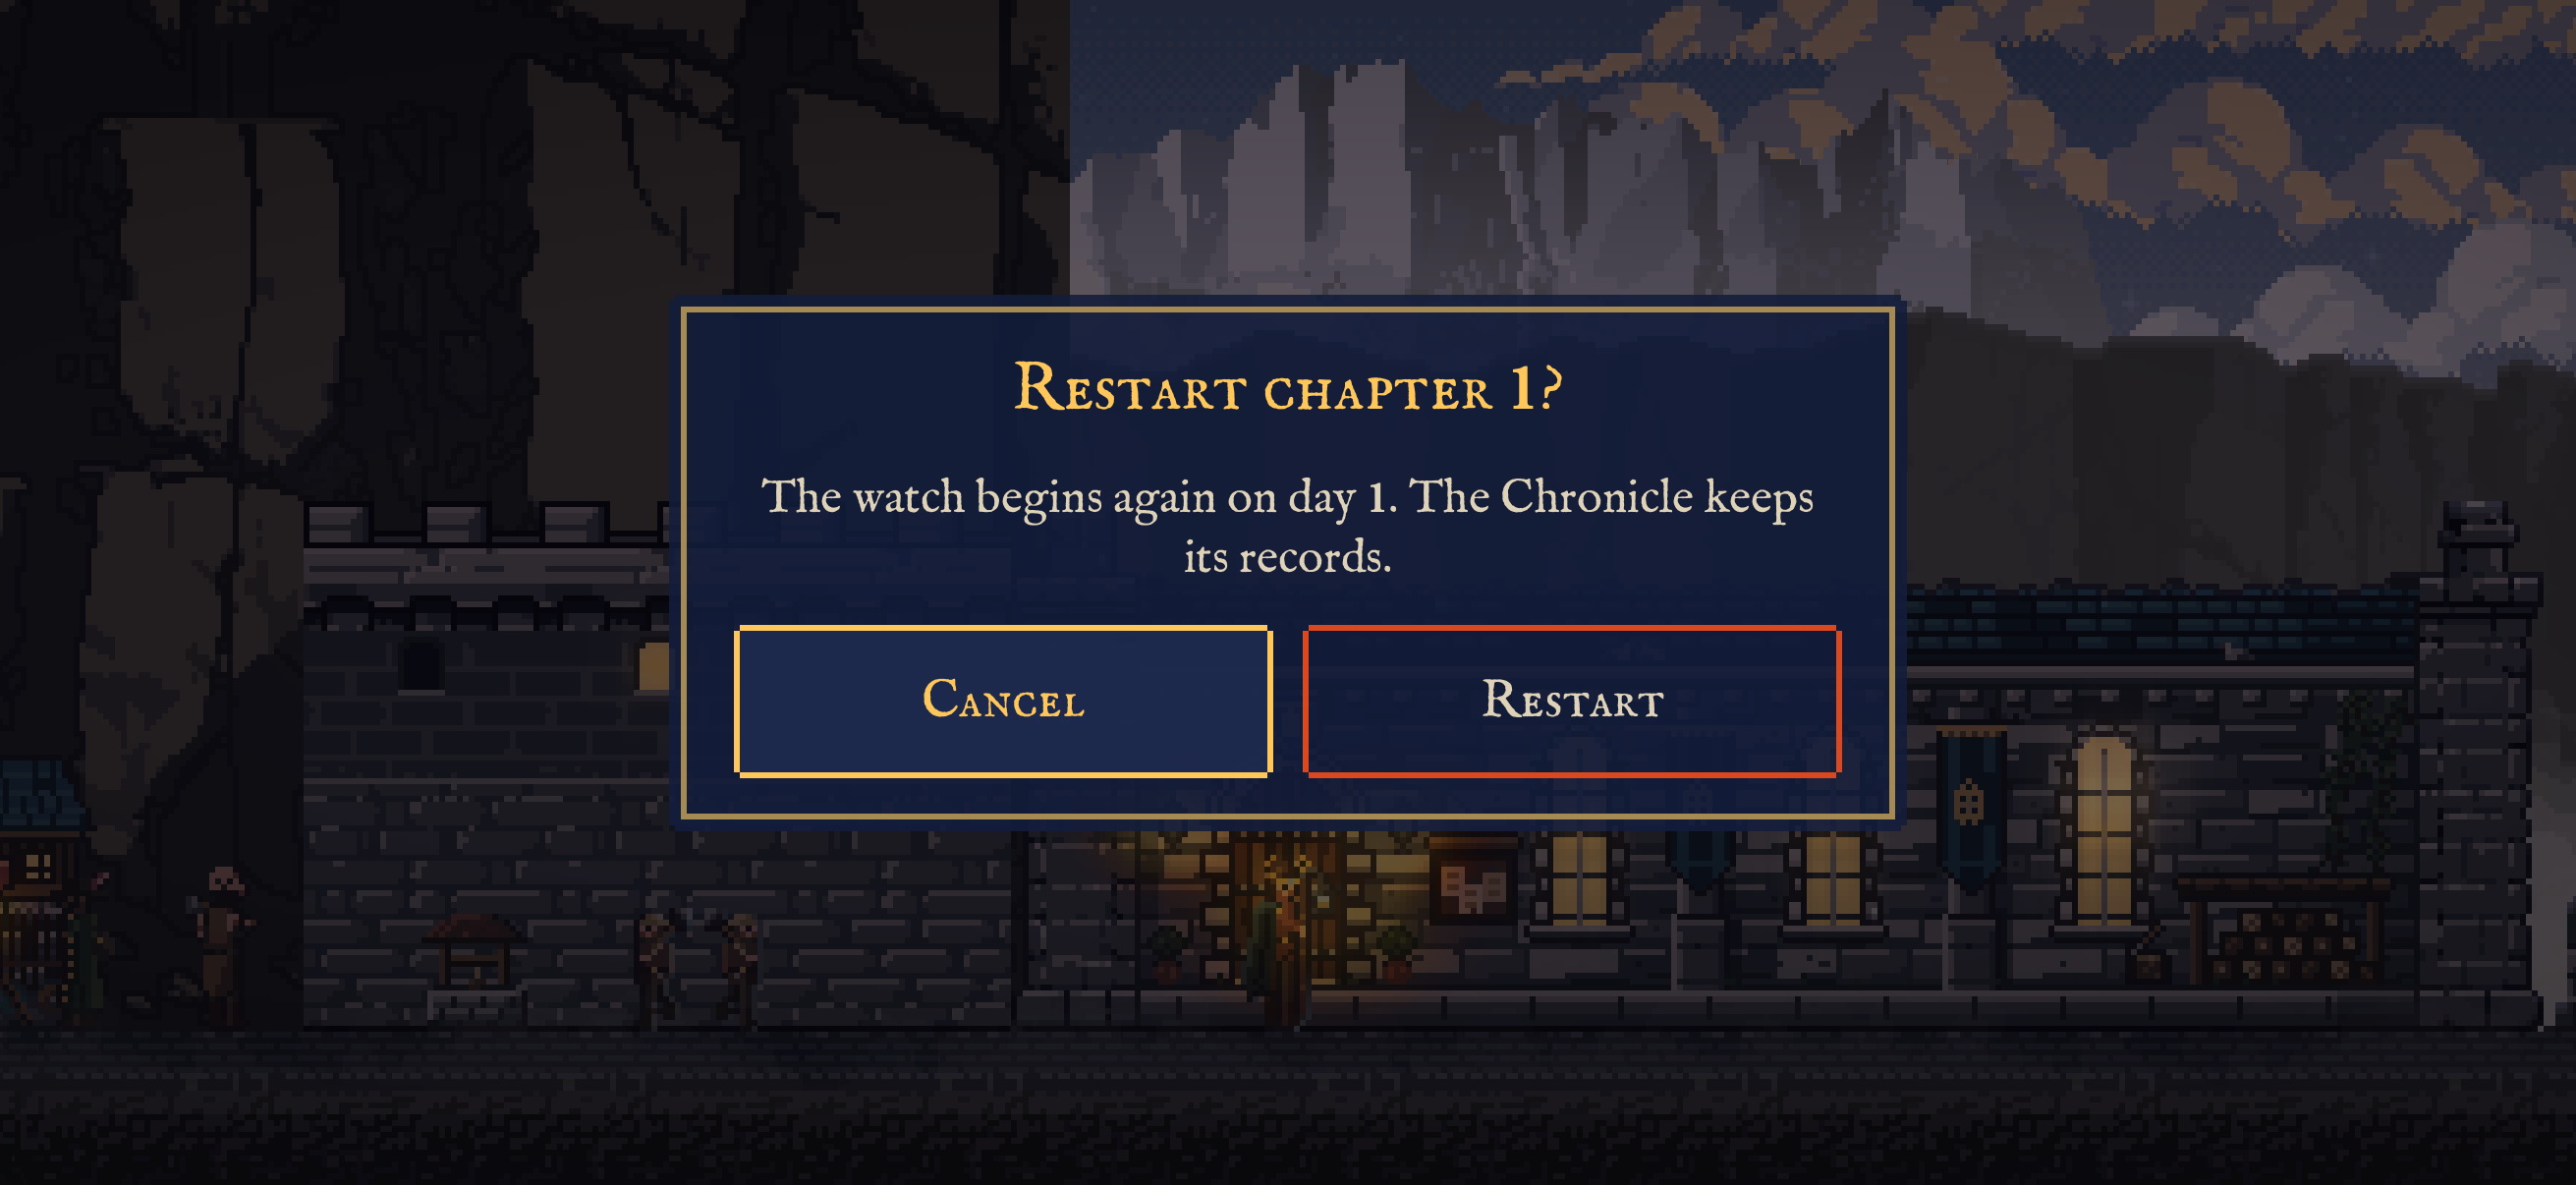 Restart chapter 1?
The watch begins again on day 1. The Chronicle keeps
its records.
Cancel
Restart